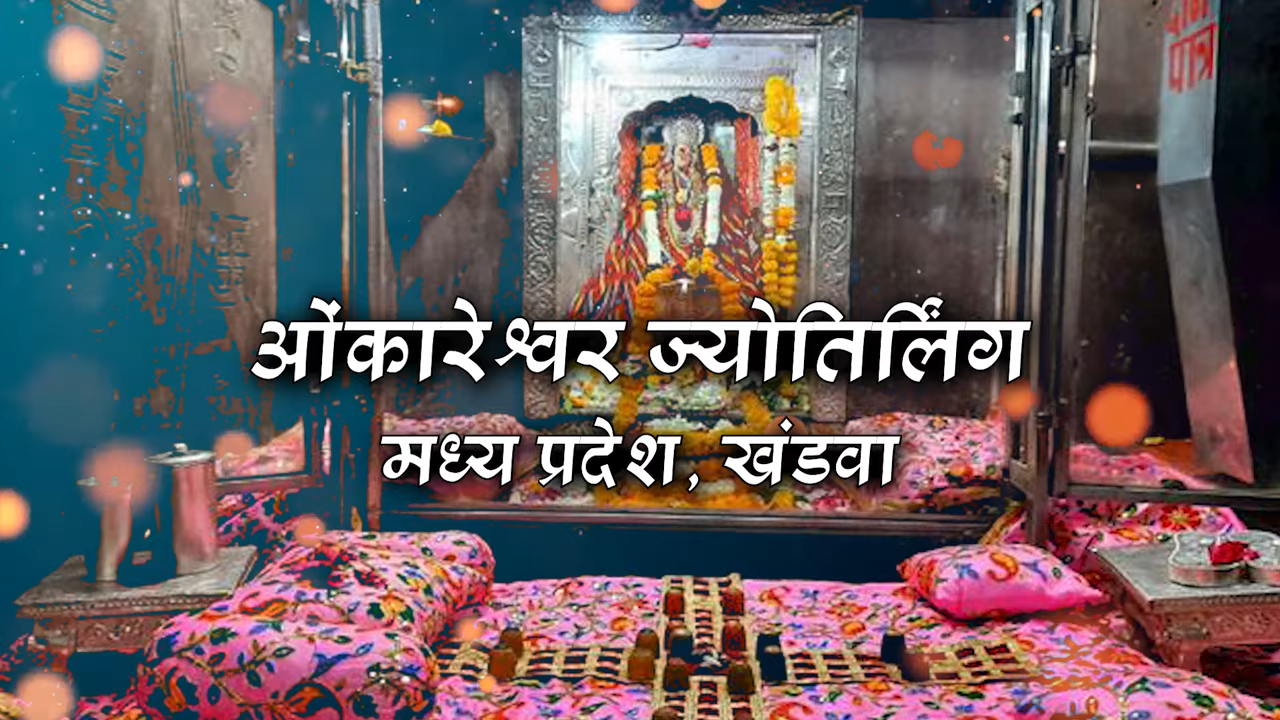 ओंकारेश्वर ज्योतिर्लिंग
मध्य प्रदेश, खंडवा
पात्र